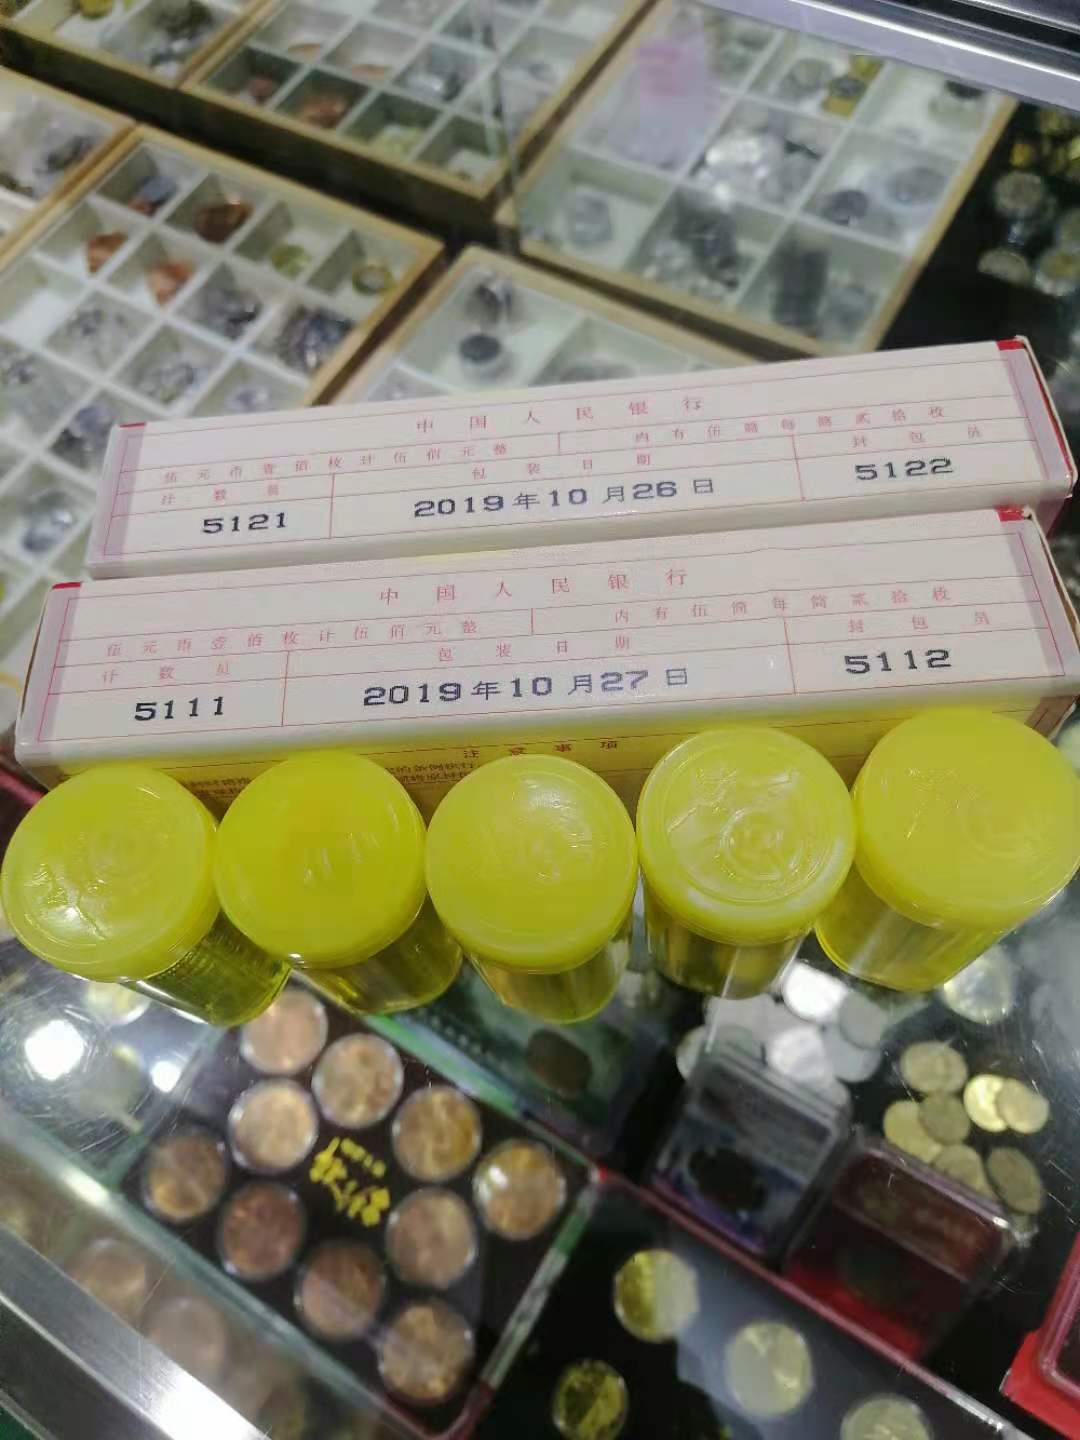 中国人民银行
伍元币壹佰枚计伍佰元整 内有伍筒每筒贰拾枚
计数员 包装日期 封包员
5121 2019年10月26日 5122
中国人民银行
伍元币壹佰枚计伍佰元整 内有伍筒每筒贰拾枚
计数员 包装日期 封包员
5111 2019年10月27日 5112
注意事项